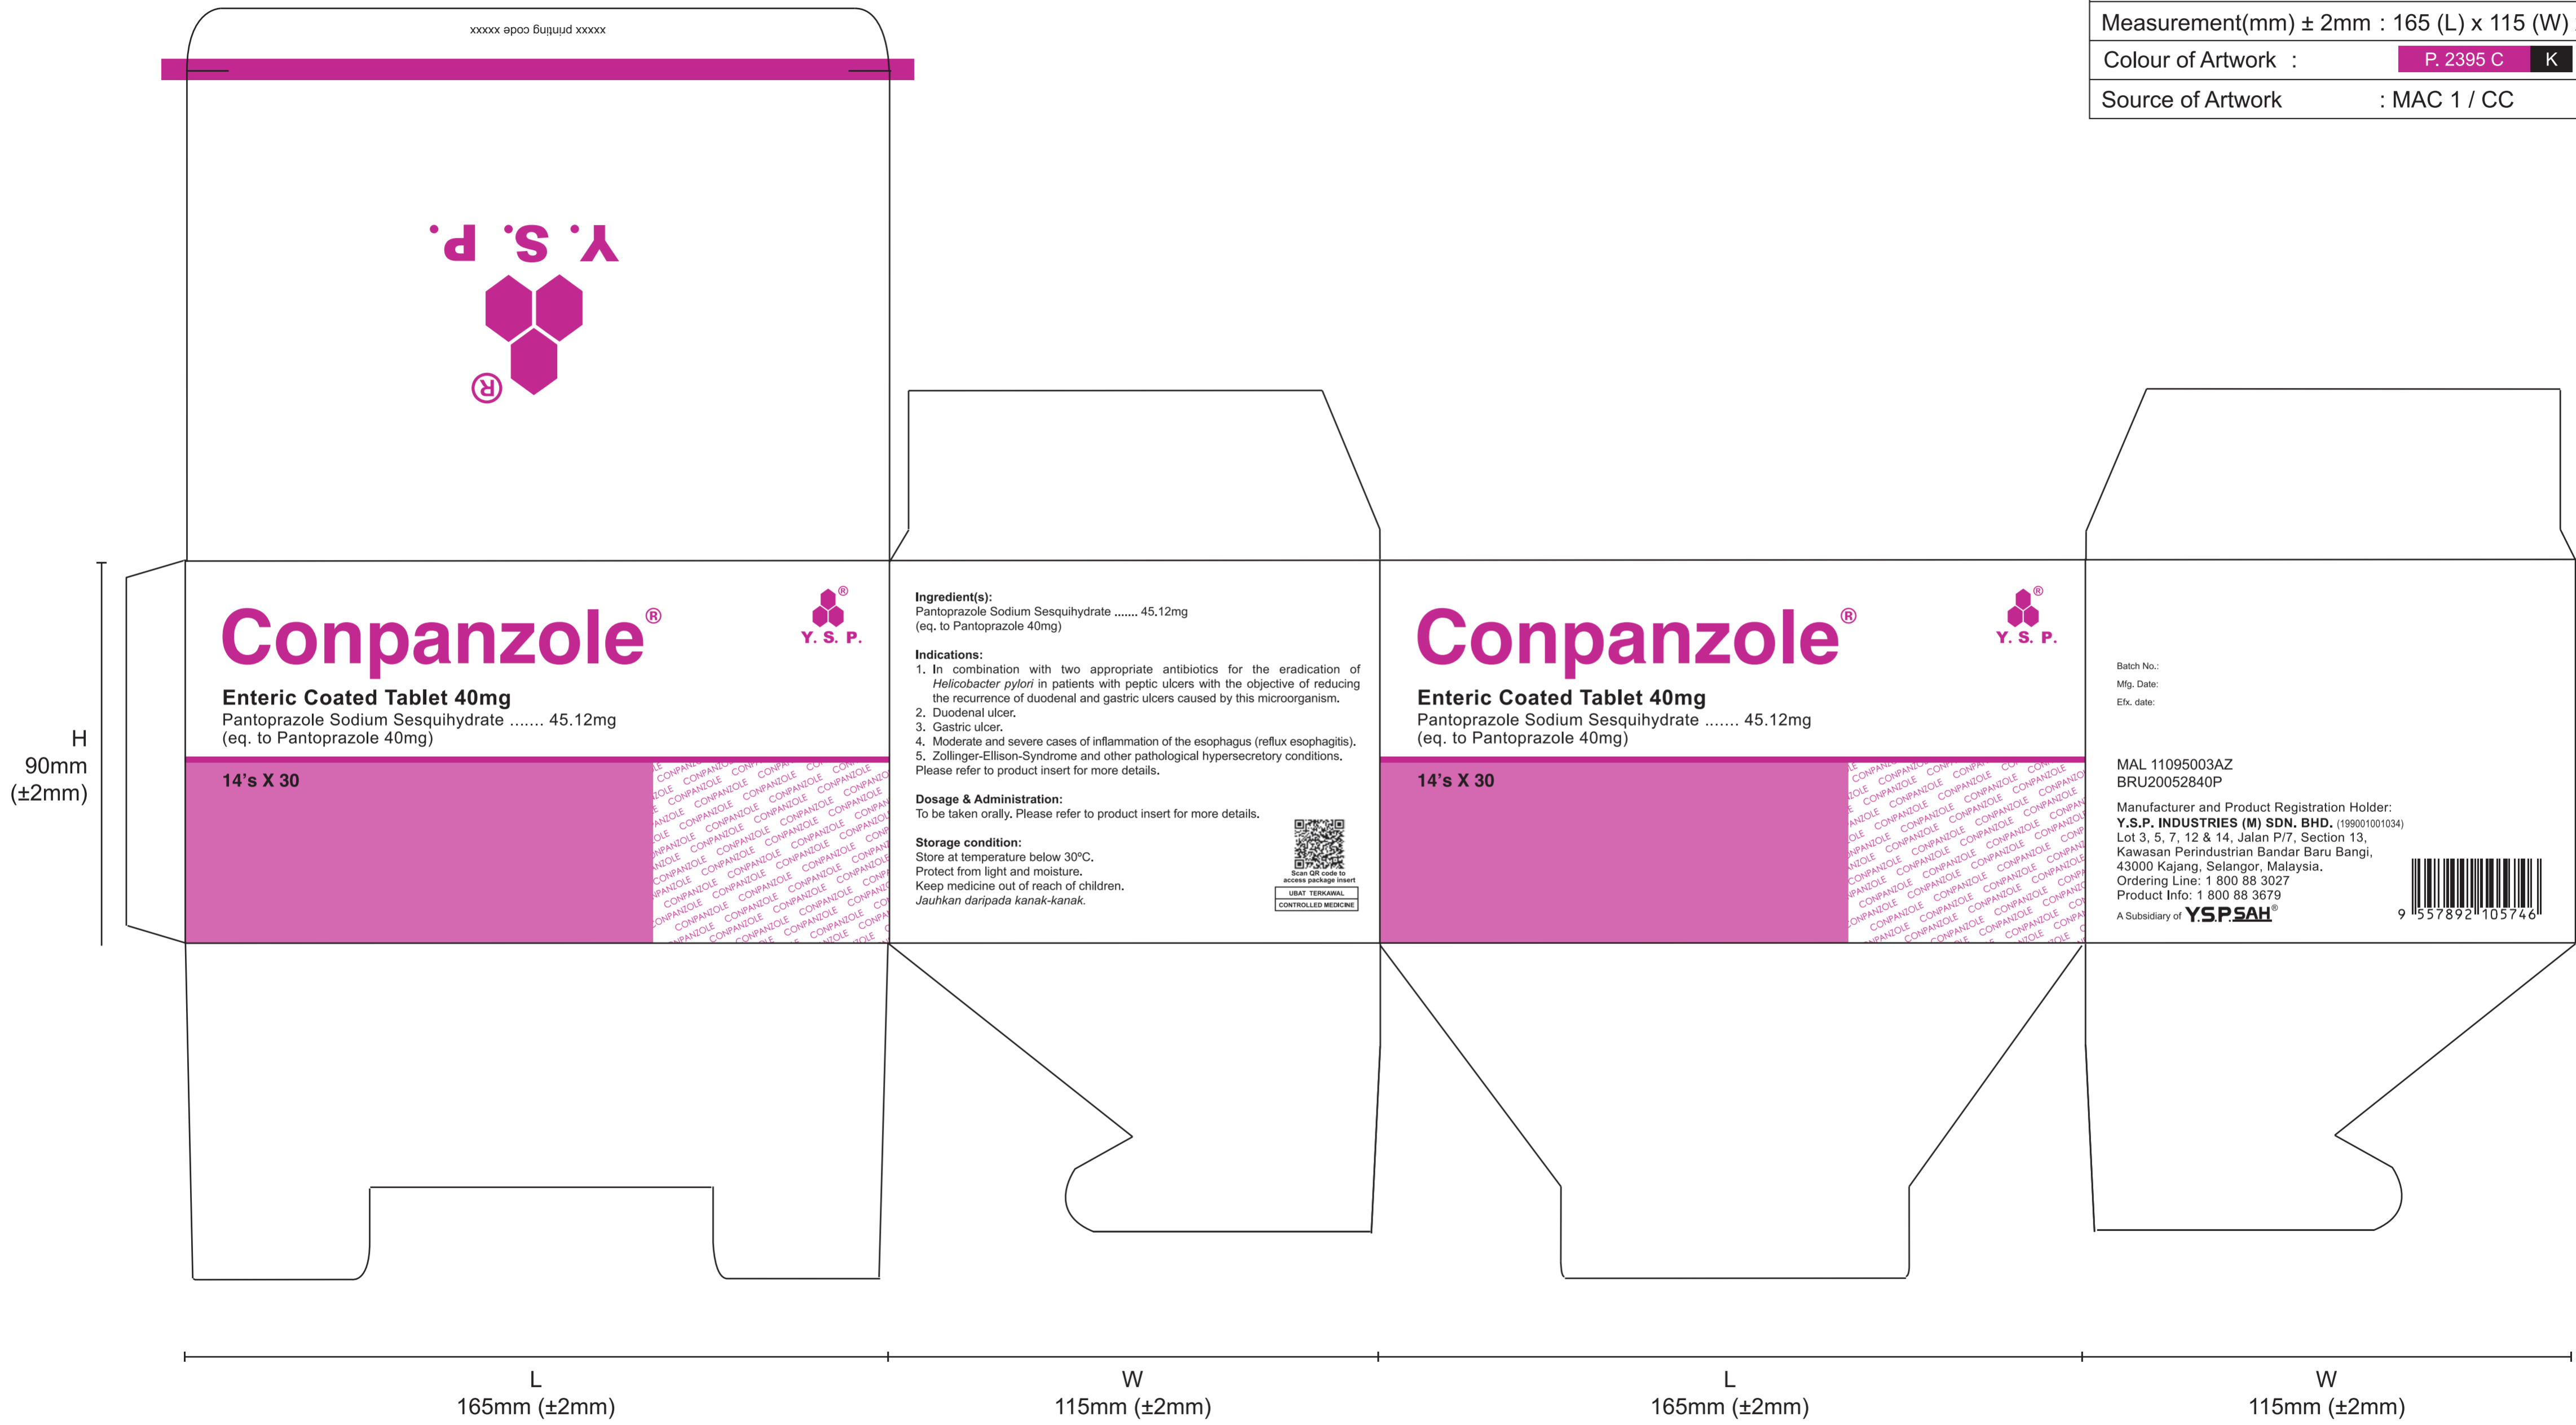 xxxxx printing code xxxxx
Measurement(mm) ± 2mm : 165 (L) x 115 (W)
Colour of Artwork : P. 2395 C K
Source of Artwork : MAC 1 / CC
Y. S. P.
®
H
90mm
(±2mm)
Conpanzole®
®
Y. S. P.
Enteric Coated Tablet 40mg
Pantoprazole Sodium Sesquihydrate ....... 45.12mg
(eq. to Pantoprazole 40mg)
14's X 30
CONPANZOLE
Ingredient(s):
Pantoprazole Sodium Sesquihydrate ....... 45.12mg
(eq. to Pantoprazole 40mg)
Indications:
1. In combination with two appropriate antibiotics for the eradication of
Helicobacter pylori in patients with peptic ulcers with the objective of reducing
the recurrence of duodenal and gastric ulcers caused by this microorganism.
2. Duodenal ulcer.
3. Gastric ulcer.
4. Moderate and severe cases of inflammation of the esophagus (reflux esophagitis).
5. Zollinger-Ellison-Syndrome and other pathological hypersecretory conditions.
Please refer to product insert for more details.
Dosage & Administration:
To be taken orally. Please refer to product insert for more details.
Storage condition:
Store at temperature below 30ºC.
Protect from light and moisture.
Keep medicine out of reach of children.
Jauhkan daripada kanak-kanak.
Scan QR code to
access package insert
UBAT TERKAWAL
CONTROLLED MEDICINE
Conpanzole®
®
Y. S. P.
Enteric Coated Tablet 40mg
Pantoprazole Sodium Sesquihydrate ....... 45.12mg
(eq. to Pantoprazole 40mg)
14's X 30
CONPANZOLE
Batch No.:
Mfg. Date:
Efx. date:
MAL 11095003AZ
BRU20052840P
Manufacturer and Product Registration Holder:
Y.S.P. INDUSTRIES (M) SDN. BHD. (199001001034)
Lot 3, 5, 7, 12 & 14, Jalan P/7, Section 13,
Kawasan Perindustrian Bandar Baru Bangi,
43000 Kajang, Selangor, Malaysia.
Ordering Line: 1 800 88 3027
Product Info: 1 800 88 3679
A Subsidiary of Y.S.P.SAH®
9 557892 105746
L
165mm (±2mm)
W
115mm (±2mm)
L
165mm (±2mm)
W
115mm (±2mm)